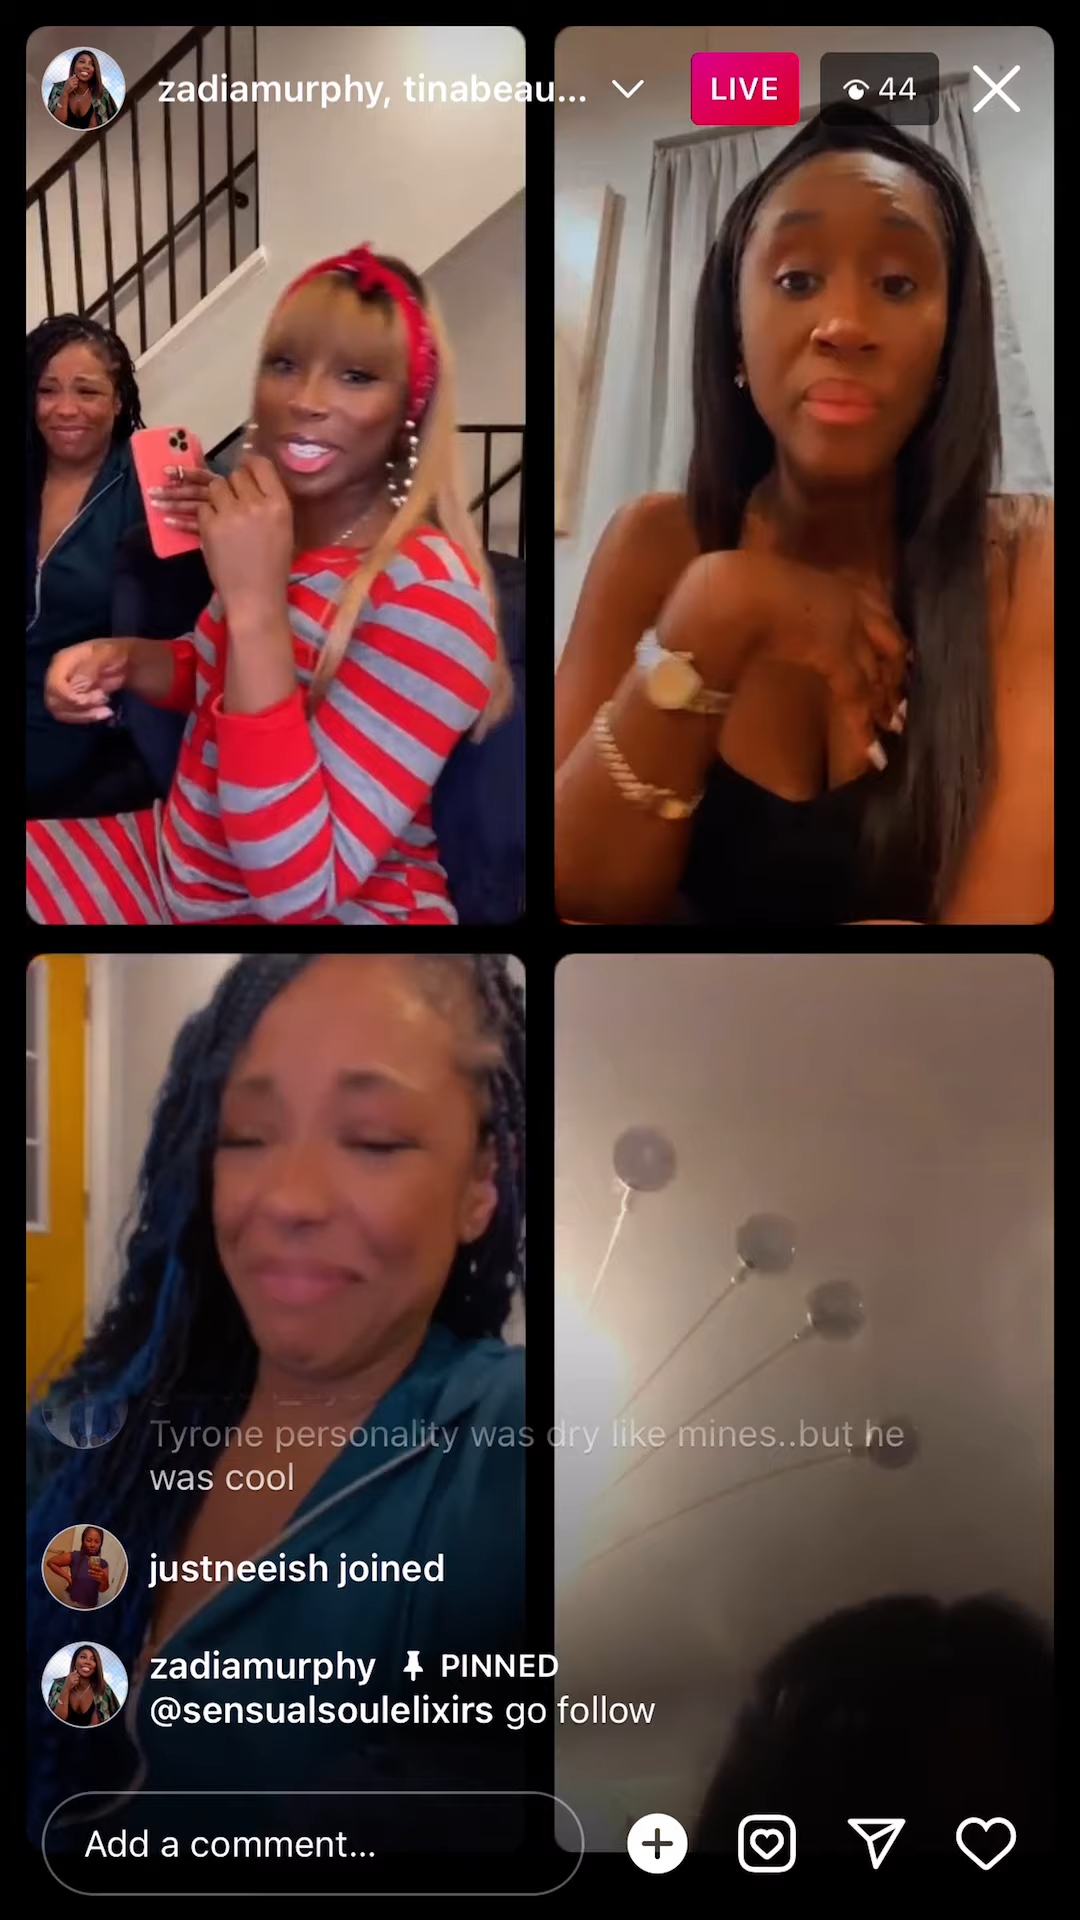 zadiamurphy, tinabeau...
LIVE
44
Tyrone personality was dry like mines..but he
was cool
justneeish joined
zadiamurphy PINNED
@sensualsoulelixirs go follow
Add a comment...